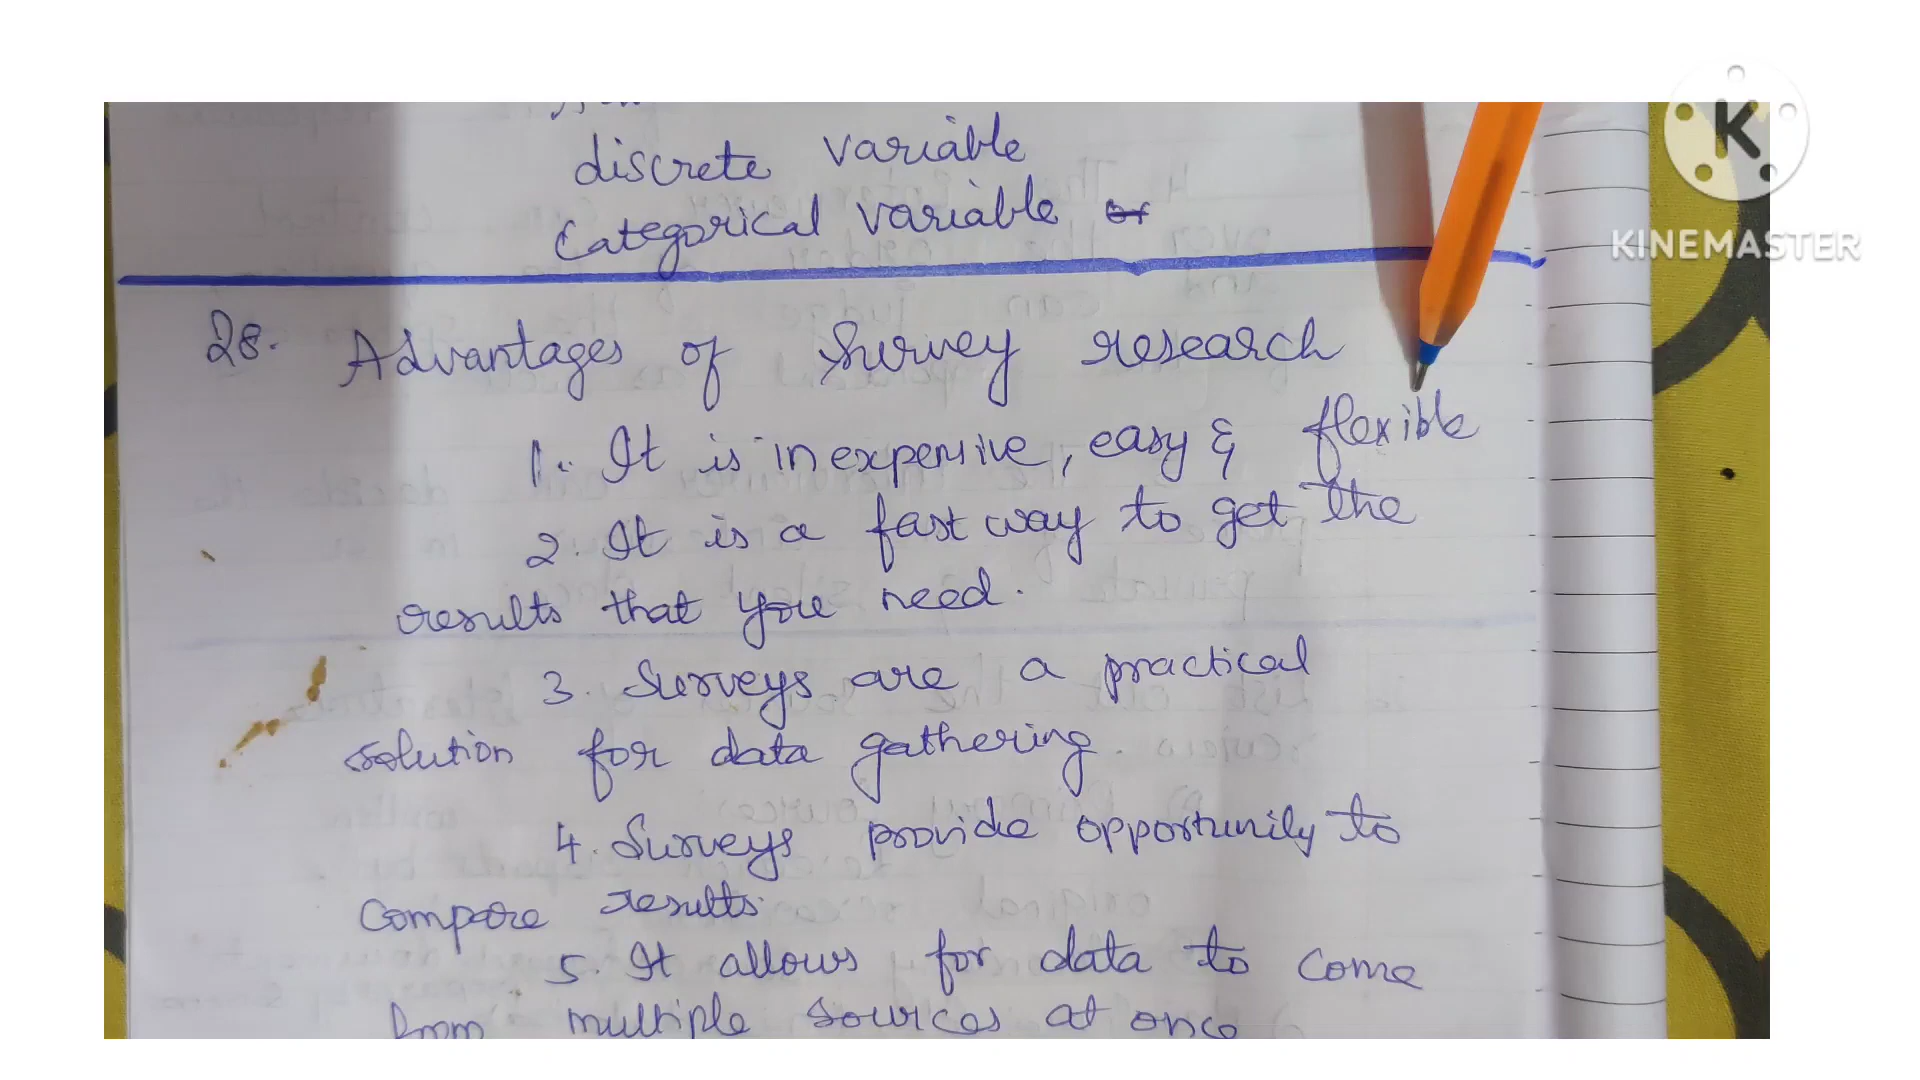 discrete variable
Categorical variable or
28. Advantages of Survey research
1. It is inexpensive, easy & flexible
2. It is a fast way to get the
results that you need.
3. Surveys are a practical
solution for data gathering.
4. Surveys provide opportunity to
Compare results.
5. It allows for data to come
from multiple sources at once
K
KINEMASTER